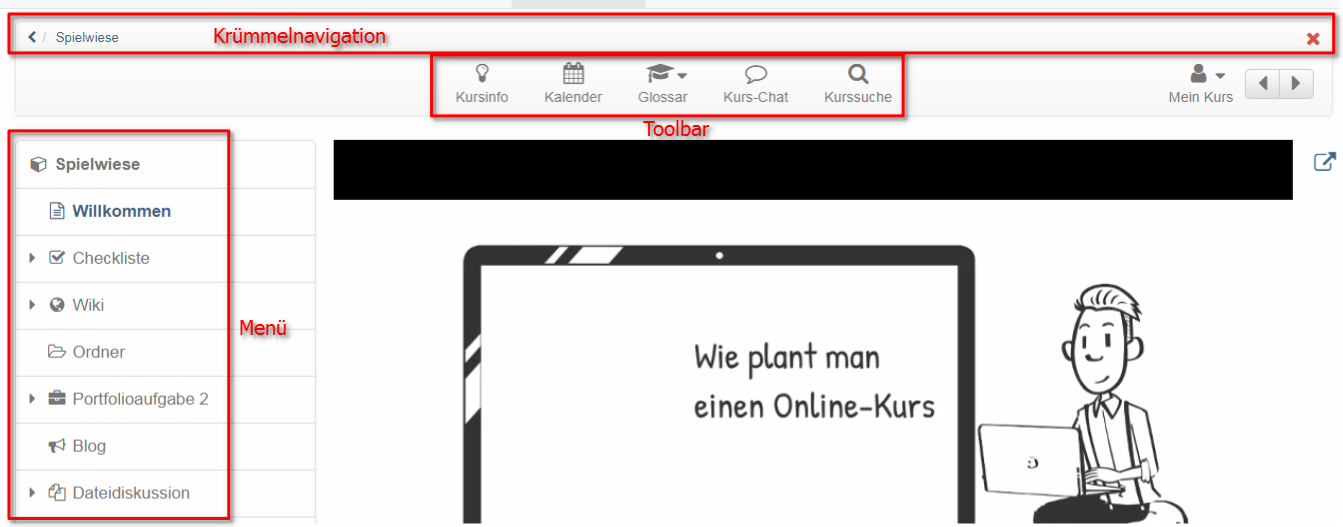 / Spielwiese
Krümmelnavigation
Kursinfo
Kalender
Glossar
Kurs-Chat
Kurssuche
Mein Kurs
Toolbar
Spielwiese
Willkommen
Checkliste
Wiki
Menü
Ordner
Portfolioaufgabe 2
Blog
Dateidiskussion
Wie plant man
einen Online-Kurs